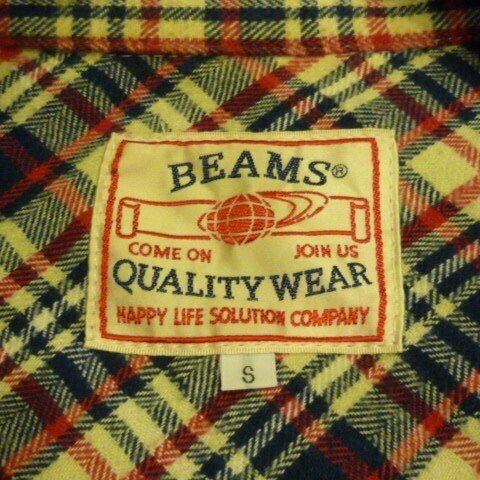 BEAMS®
COME ON JOIN US
QUALITY WEAR
HAPPY LIFE SOLUTION COMPANY
S